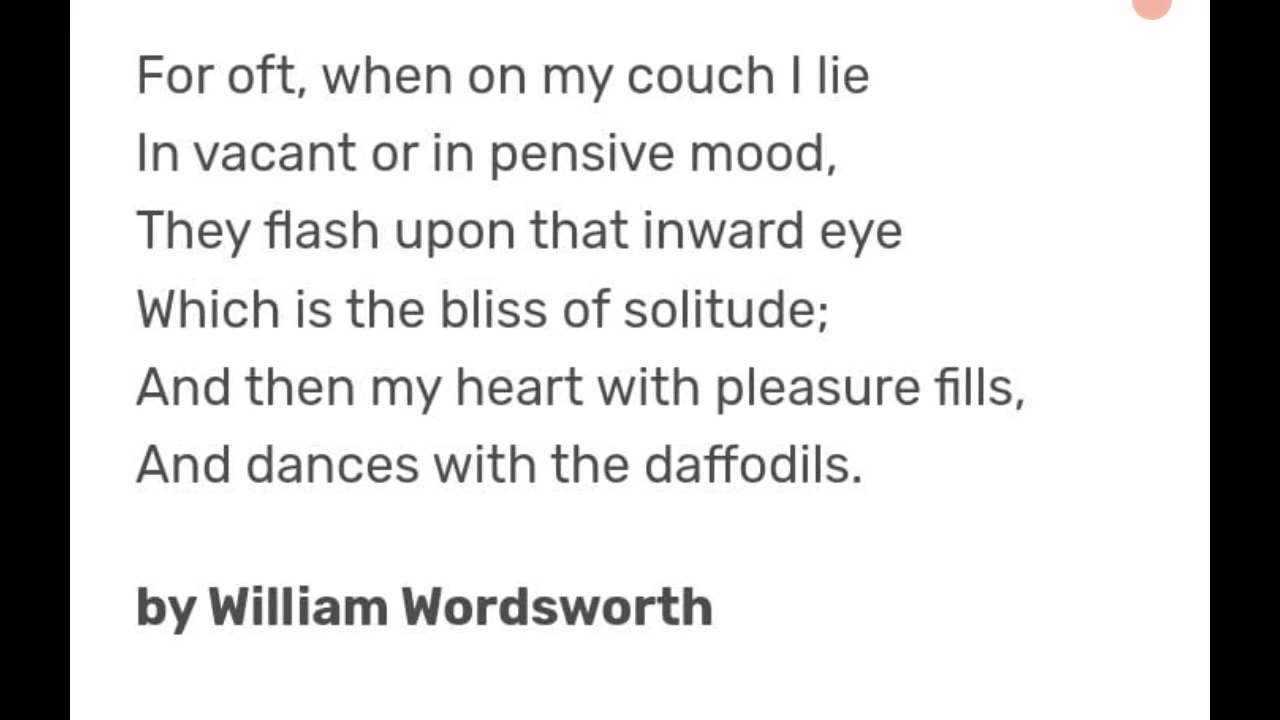 For oft, when on my couch I lie
In vacant or in pensive mood,
They flash upon that inward eye
Which is the bliss of solitude;
And then my heart with pleasure fills,
And dances with the daffodils.
by William Wordsworth